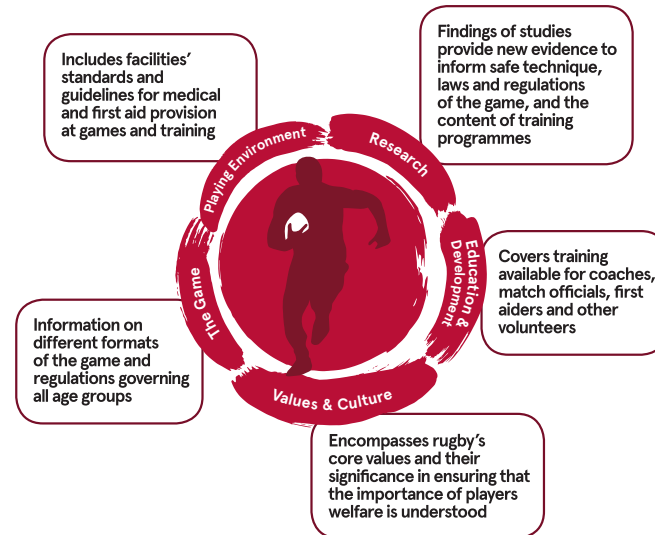 Includes facilities’
standards and
guidelines for medical
and first aid provision
at games and training
Findings of studies
provide new evidence to
inform safe technique,
laws and regulations
of the game, and the
content of training
programmes
Playing Environment
Research
Education &
Development
Covers training
available for coaches,
match officials, first
aiders and other
volunteers
The Game
Information on
different formats
of the game and
regulations governing
all age groups
Values & Culture
Encompasses rugby’s
core values and their
significance in ensuring that
the importance of players
welfare is understood